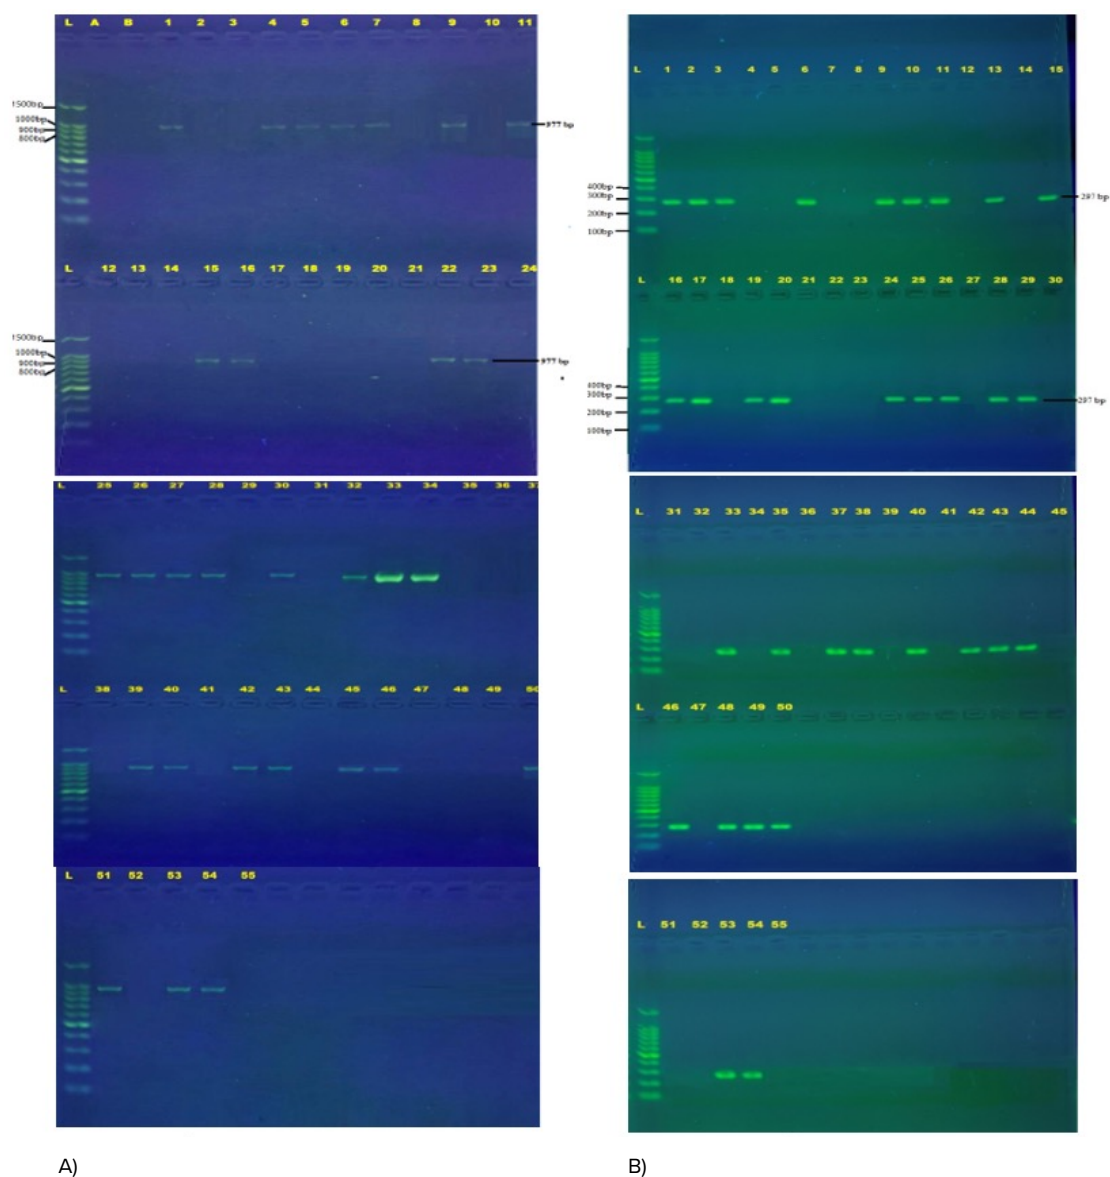 L A B 1 2 3 4 5 6 7 8 9 10 11
1500bp
1000bp
900bp
800bp
977 bp
L 12 13 14 15 16 17 18 19 20 21 22 23 24
1500bp
1000bp
900bp
800bp
977 bp
L 25 26 27 28 29 30 31 32 33 34 35 36 37
L 38 39 40 41 42 43 44 45 46 47 48 49 50
L 51 52 53 54 55
A)
L 1 2 3 4 5 6 7 8 9 10 11 12 13 14 15
400bp
300bp
200bp
100bp
297 bp
L 16 17 18 19 20 21 22 23 24 25 26 27 28 29 30
400bp
300bp
200bp
100bp
297 bp
L 31 32 33 34 35 36 37 38 39 40 41 42 43 44 45
L 46 47 48 49 50
L 51 52 53 54 55
B)